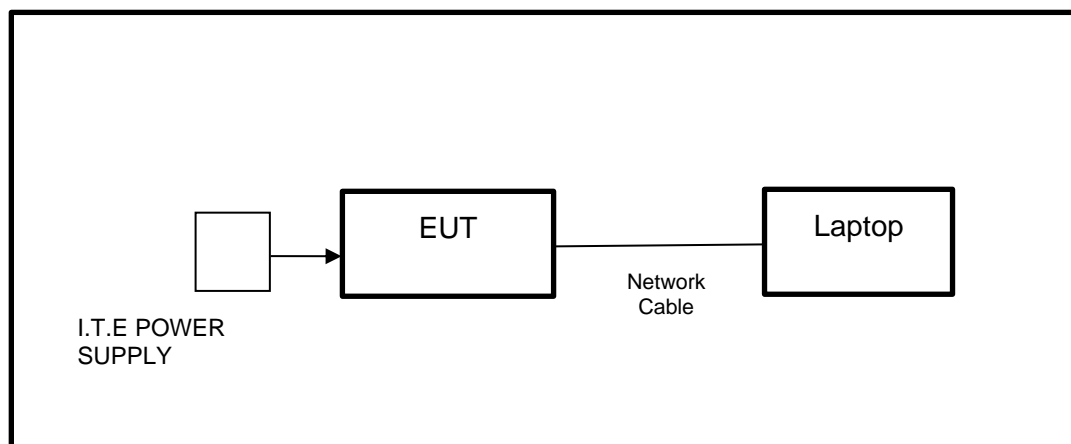 EUT
Laptop
Network
Cable
I.T.E POWER
SUPPLY